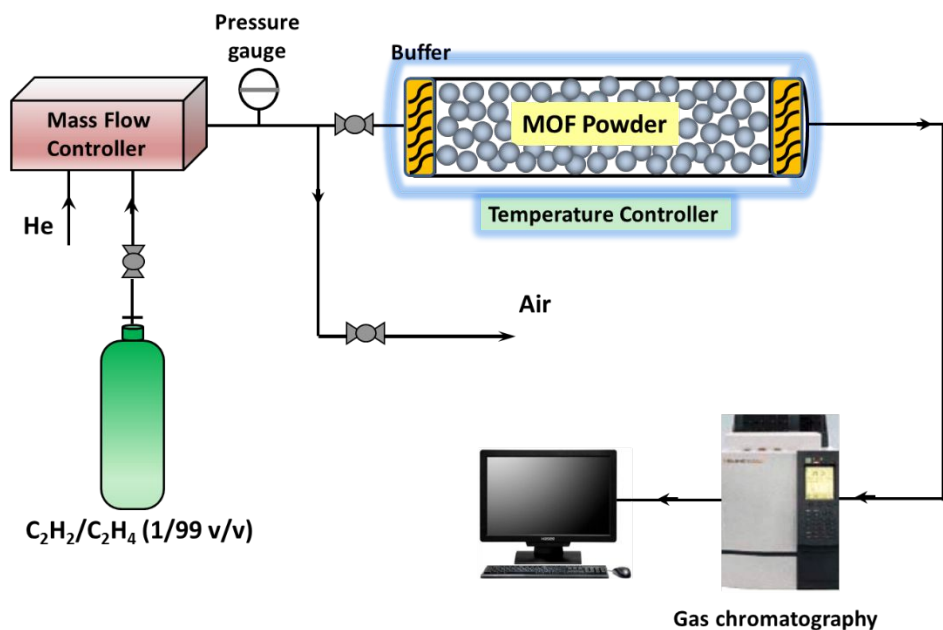 Pressure
gauge
Buffer
Mass Flow
Controller
MOF Powder
He
Temperature Controller
Air
C₂H₂/C₂H₄ (1/99 v/v)
Gas chromatography